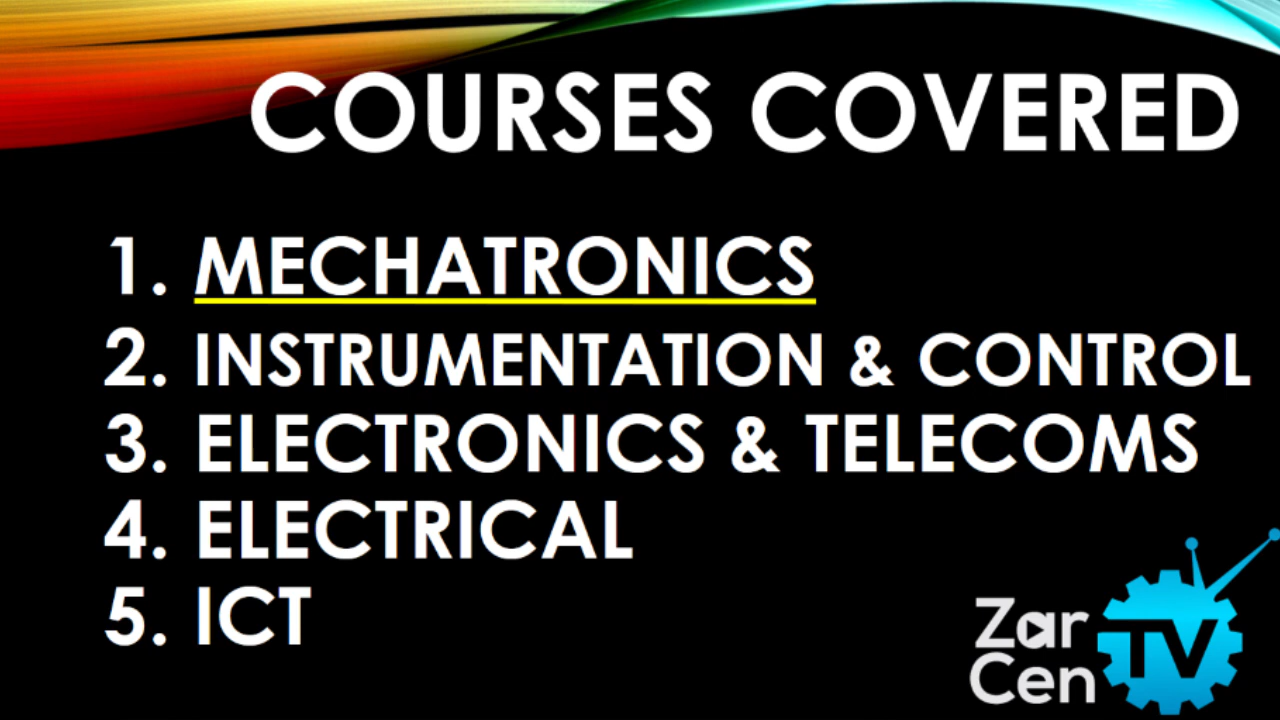 COURSES COVERED
1. MECHATRONICS
2. INSTRUMENTATION & CONTROL
3. ELECTRONICS & TELECOMS
4. ELECTRICAL
5. ICT
Zar
Cen
TV